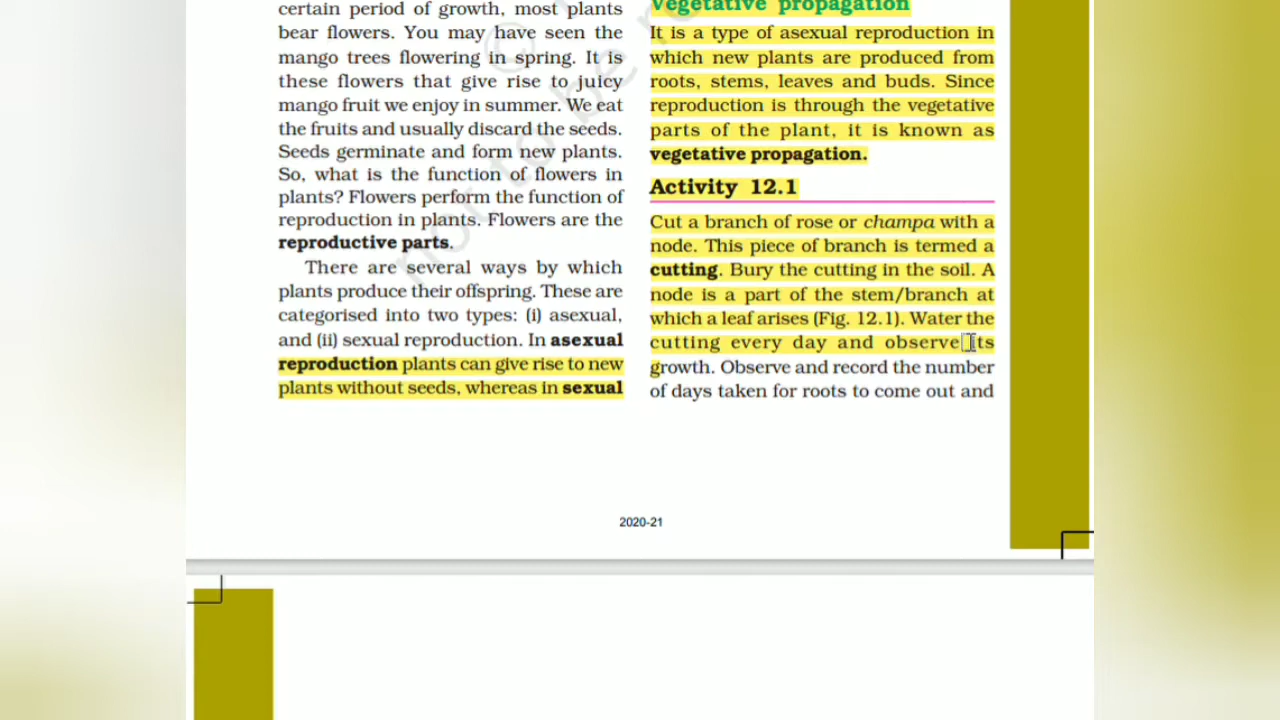 certain period of growth, most plants
bear flowers. You may have seen the
mango trees flowering in spring. It is
these flowers that give rise to juicy
mango fruit we enjoy in summer. We eat
the fruits and usually discard the seeds.
Seeds germinate and form new plants.
So, what is the function of flowers in
plants? Flowers perform the function of
reproduction in plants. Flowers are the
reproductive parts.
There are several ways by which
plants produce their offspring. These are
categorised into two types: (i) asexual,
and (ii) sexual reproduction. In asexual
reproduction plants can give rise to new
plants without seeds, whereas in sexual
Vegetative propagation
It is a type of asexual reproduction in
which new plants are produced from
roots, stems, leaves and buds. Since
reproduction is through the vegetative
parts of the plant, it is known as
vegetative propagation.
Activity 12.1
Cut a branch of rose or champa with a
node. This piece of branch is termed a
cutting. Bury the cutting in the soil. A
node is a part of the stem/branch at
which a leaf arises (Fig. 12.1). Water the
cutting every day and observe its
growth. Observe and record the number
of days taken for roots to come out and
2020-21
©
not to be re